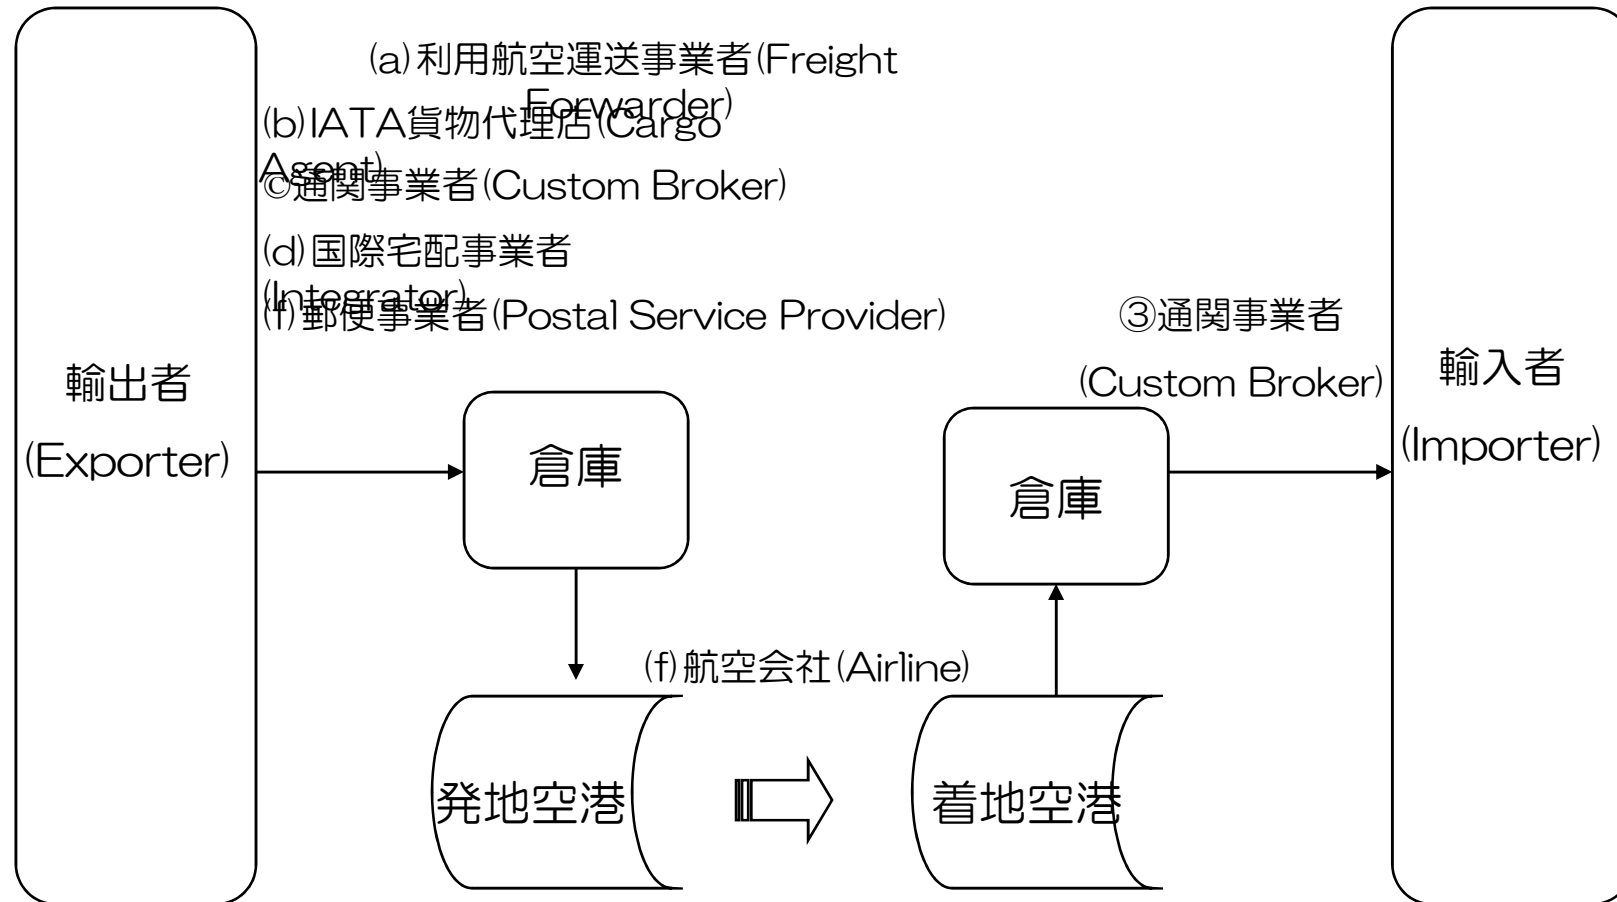 (a)利用航空運送事業者(Freight
Forwarder)
(b)IATA貨物代理店(Cargo
Agent)
©通関事業者(Custom Broker)
(d)国際宅配事業者
(Integrator)
(f)郵便事業者(Postal Service Provider)
③通関事業者
(Custom Broker)
輸出者
(Exporter)
倉庫
倉庫
輸入者
(Importer)
(f)航空会社(Airline)
発地空港
着地空港